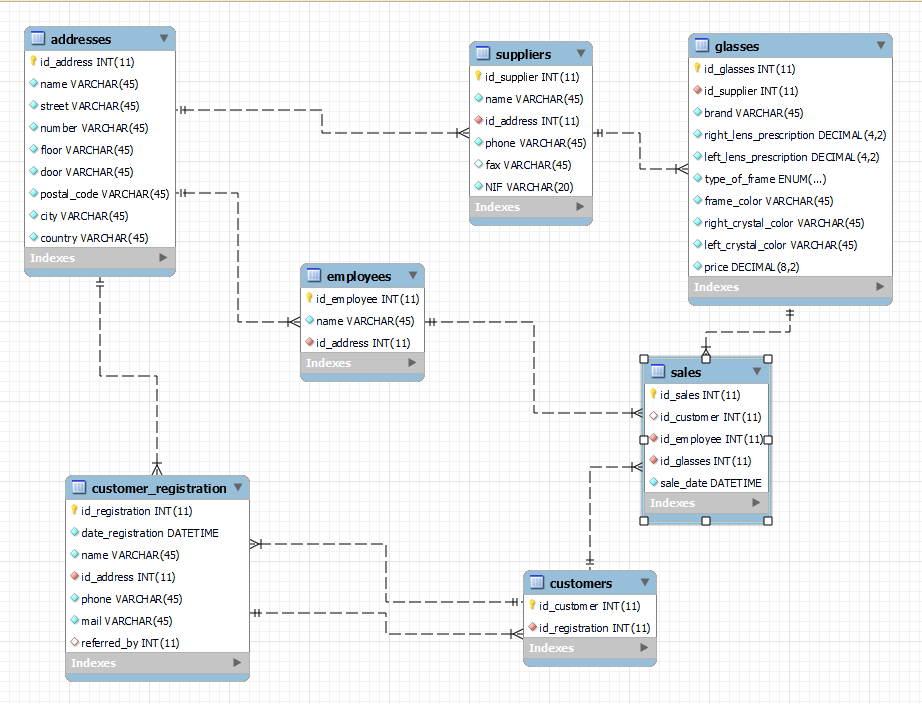 addresses
id_address INT(11)
name VARCHAR(45)
street VARCHAR(45)
number VARCHAR(45)
floor VARCHAR(45)
door VARCHAR(45)
postal_code VARCHAR(45)
city VARCHAR(45)
country VARCHAR(45)
Indexes
suppliers
id_supplier INT(11)
name VARCHAR(45)
id_address INT(11)
phone VARCHAR(45)
fax VARCHAR(45)
NIF VARCHAR(20)
Indexes
glasses
id_glasses INT(11)
id_supplier INT(11)
brand VARCHAR(45)
right_lens_prescription DECIMAL(4,2)
left_lens_prescription DECIMAL(4,2)
type_of_frame ENUM(...)
frame_color VARCHAR(45)
right_crystal_color VARCHAR(45)
left_crystal_color VARCHAR(45)
price DECIMAL(8,2)
Indexes
employees
id_employee INT(11)
name VARCHAR(45)
id_address INT(11)
Indexes
sales
id_sales INT(11)
id_customer INT(11)
id_employee INT(11)
id_glasses INT(11)
sale_date DATETIME
Indexes
customer_registration
id_registration INT(11)
date_registration DATETIME
name VARCHAR(45)
id_address INT(11)
phone VARCHAR(45)
mail VARCHAR(45)
referred_by INT(11)
Indexes
customers
id_customer INT(11)
id_registration INT(11)
Indexes